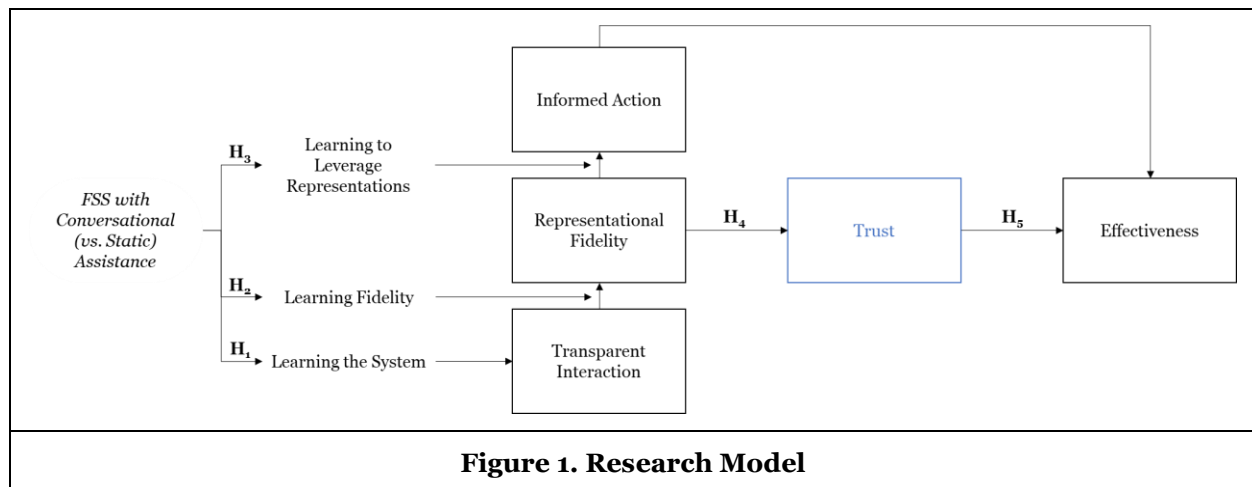 Informed Action
H₃
Learning to
Leverage
Representations
FSS with
Conversational
(vs. Static)
Assistance
Representational
Fidelity
H₄
Trust
H₅
Effectiveness
H₂
Learning Fidelity
H₁
Learning the System
Transparent
Interaction
Figure 1. Research Model